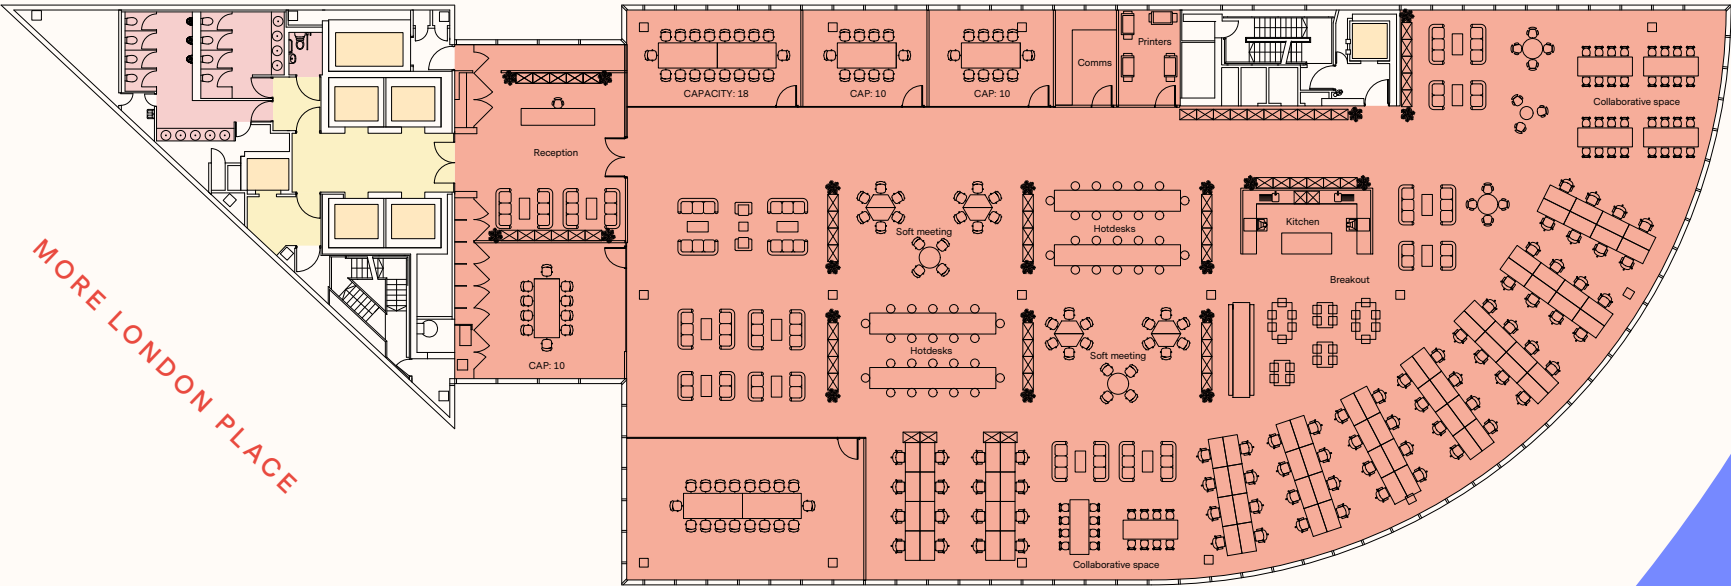 Printers
Comms
CAPACITY: 18
CAP: 10
CAP: 10
Collaborative space
Reception
Kitchen
Soft meeting
Hotdesks
Breakout
Hotdesks
Soft meeting
CAP: 10
MORE LONDON PLACE
Collaborative space